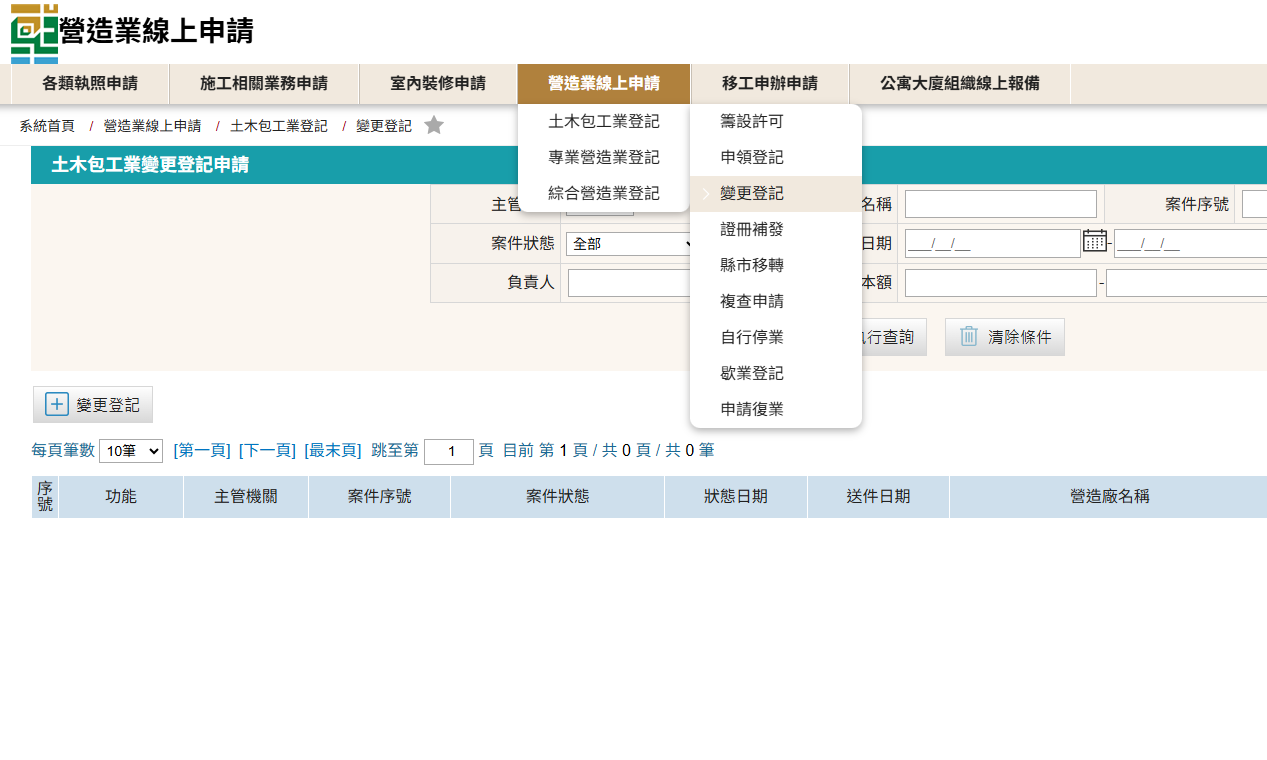 營造業線上申請
各類執照申請 施工相關業務申請 室內裝修申請 營造業線上申請 移工申辦申請 公寓大廈組織線上報備
系統首頁 / 營造業線上申請 / 土木包工業登記 / 變更登記
土木包工業登記
專業營造業登記
綜合營造業登記
籌設許可
申領登記
變更登記
證冊補發
縣市移轉
複查申請
自行停業
歇業登記
申請復業
土木包工業變更登記申請
主管 名稱 案件序號
案件狀態 全部 日期 ___/__/__ - ___/__/__
負責人 本額 -
行查詢 清除條件
變更登記
每頁筆數 10筆 [第一頁] [下一頁] [最末頁] 跳至第 1 頁 目前 第 1 頁 / 共 0 頁 / 共 0 筆
序號 功能 主管機關 案件序號 案件狀態 狀態日期 送件日期 營造廠名稱